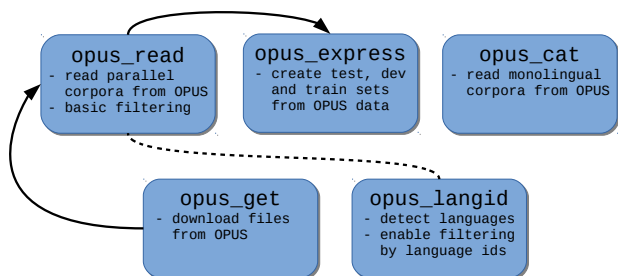 opus_read
- read parallel
corpora from OPUS
- basic filtering
opus_express
- create test, dev
and train sets
from OPUS data
opus_cat
- read monolingual
corpora from OPUS
opus_get
- download files
from OPUS
opus_langid
- detect languages
- enable filtering
by language ids